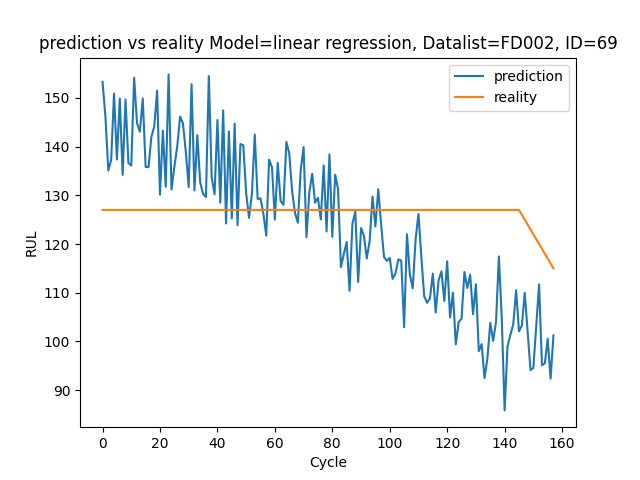 prediction vs reality Model=linear regression, Datalist=FD002, ID=69
prediction
reality
150
140
130
120
110
100
90
RUL
0 20 40 60 80 100 120 140 160
Cycle